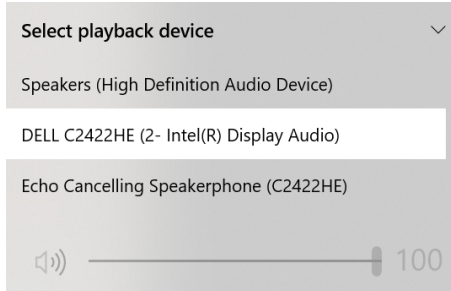 Select playback device
Speakers (High Definition Audio Device)
DELL C2422HE (2- Intel(R) Display Audio)
Echo Cancelling Speakerphone (C2422HE)
100